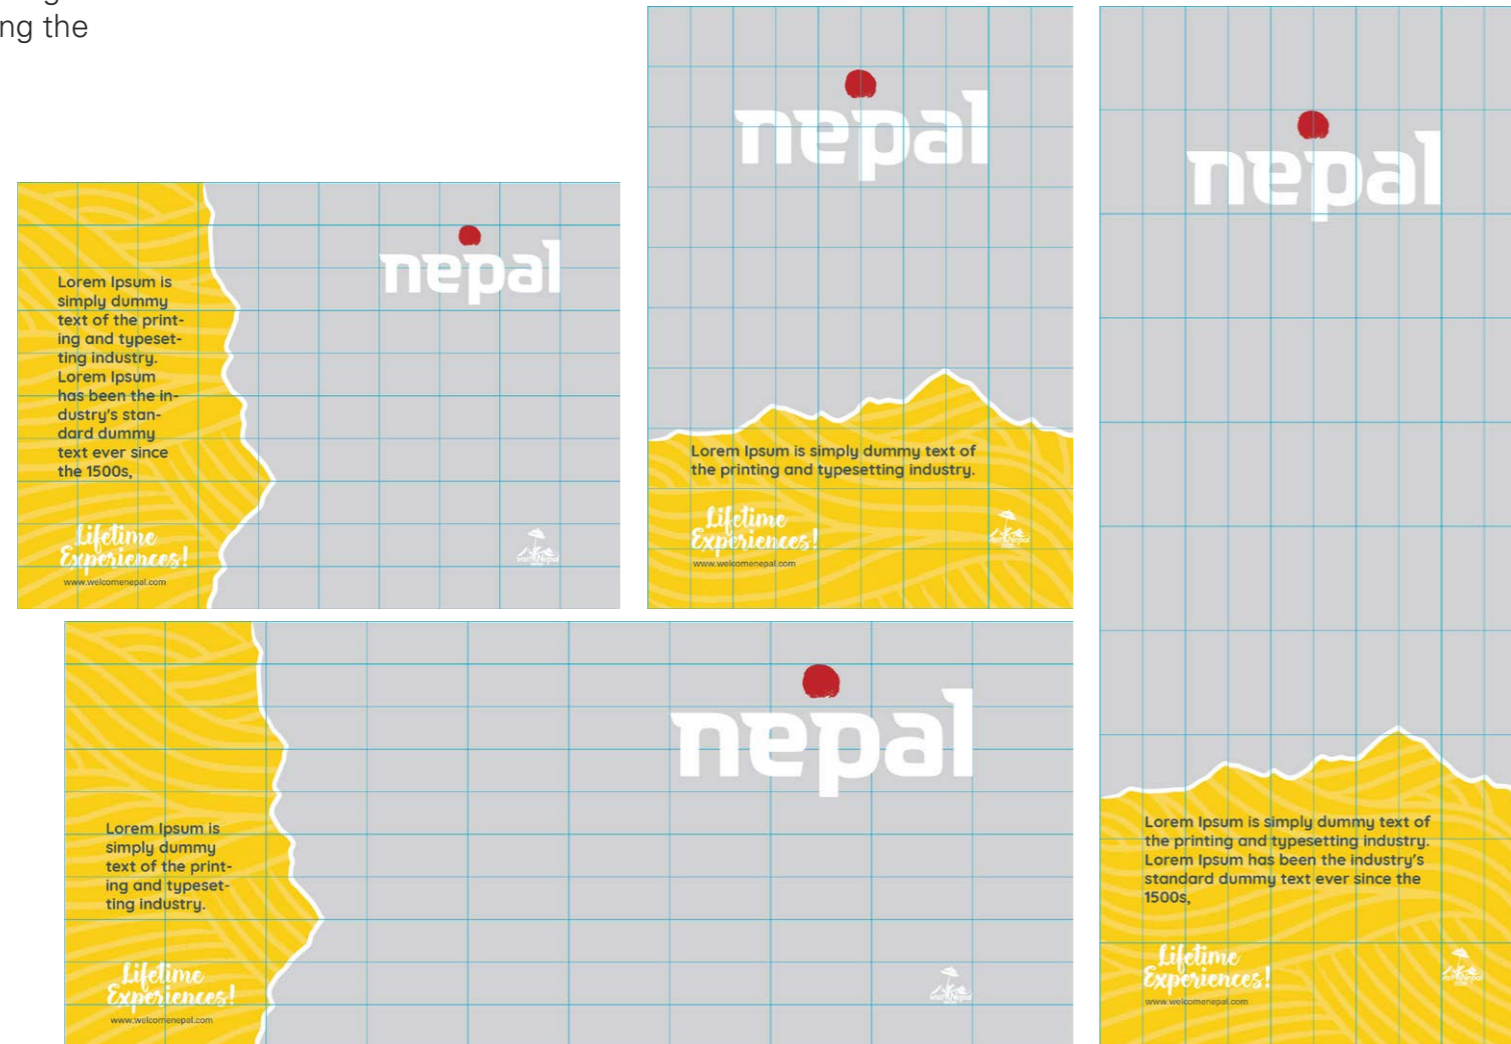 ng the
nepal
Lorem Ipsum is
simply dummy
text of the print-
ing and typeset-
ting industry.
Lorem Ipsum
has been the in-
dustry's stan-
dard dummy
text ever since
the 1500s,
Lifetime
Experiences!
www.welcomenepal.com
nepal
Lorem Ipsum is simply dummy text of
the printing and typesetting industry.
Lifetime
Experiences!
www.welcomenepal.com
nepal
Lorem Ipsum is simply dummy text of
the printing and typesetting industry.
Lorem Ipsum has been the industry's
standard dummy text ever since the
1500s,
Lifetime
Experiences!
www.welcomenepal.com
nepal
Lorem Ipsum is
simply dummy
text of the print-
ing and typeset-
ting industry.
Lifetime
Experiences!
www.welcomenepal.com